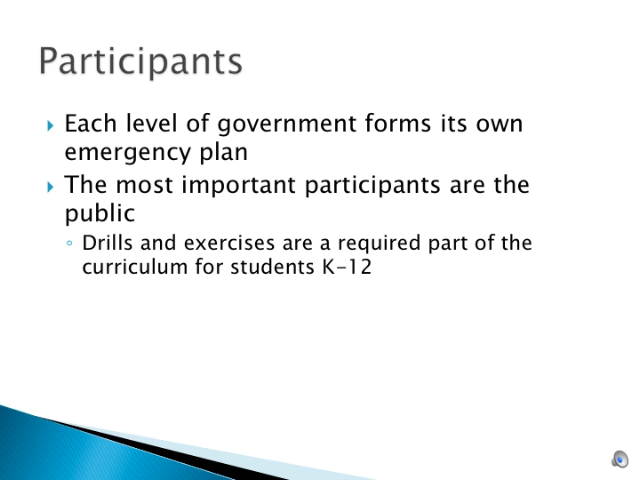 Participants
Each level of government forms its own
emergency plan
The most important participants are the
public
Drills and exercises are a required part of the
curriculum for students K-12